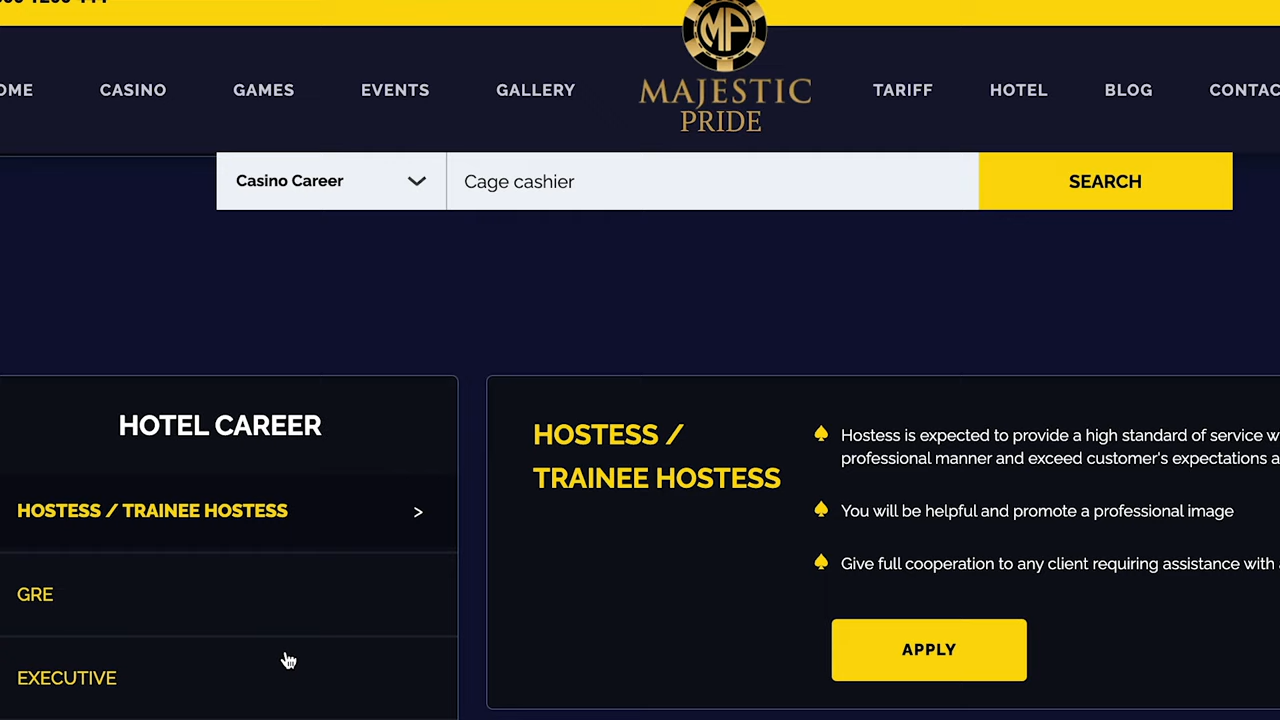 OME CASINO GAMES EVENTS GALLERY MP MAJESTIC PRIDE TARIFF HOTEL BLOG CONTAC
Casino Career Cage cashier SEARCH
HOTEL CAREER
HOSTESS / TRAINEE HOSTESS >
GRE
EXECUTIVE
HOSTESS /
TRAINEE HOSTESS
Hostess is expected to provide a high standard of service w
professional manner and exceed customer's expectations a
You will be helpful and promote a professional image
Give full cooperation to any client requiring assistance with
APPLY